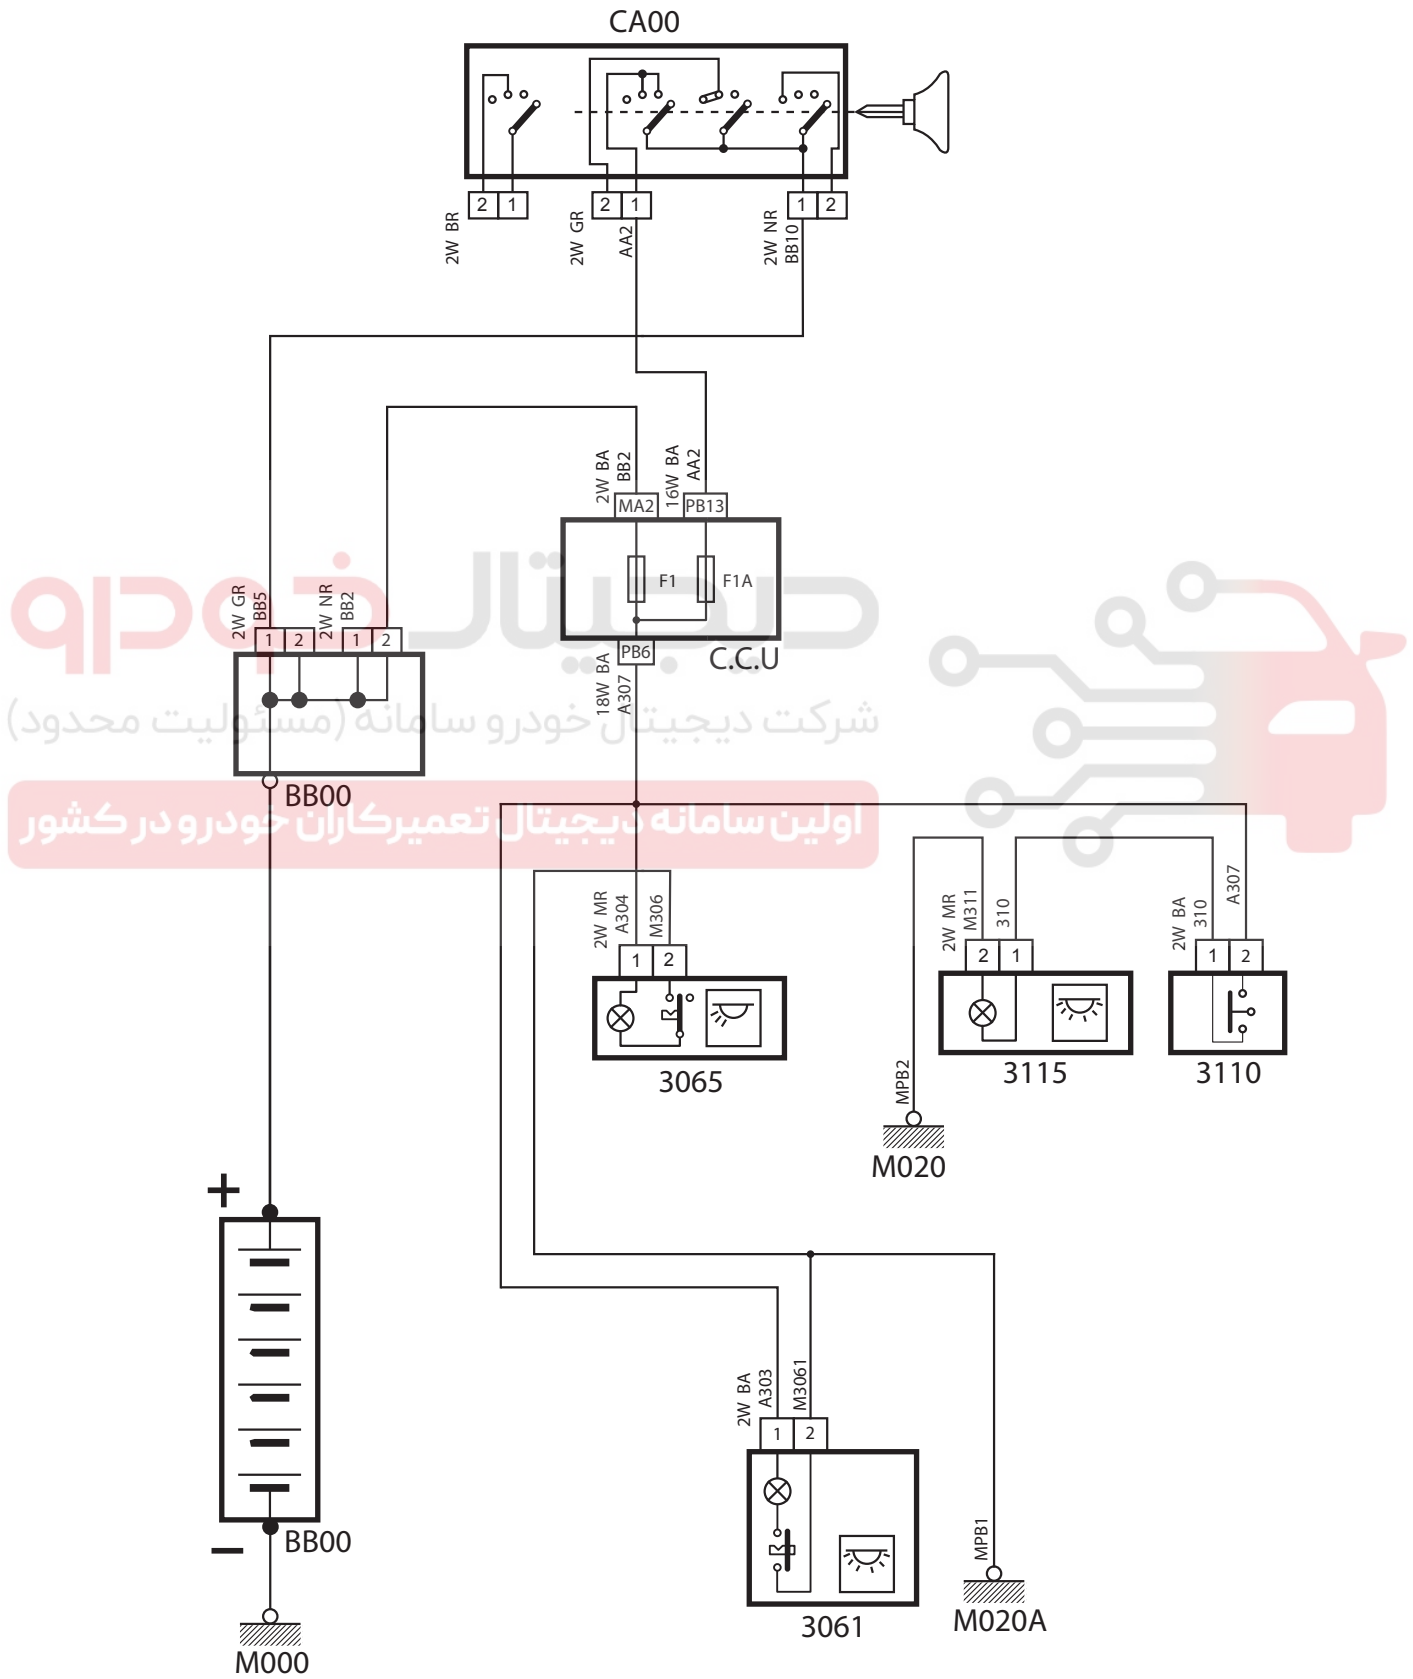 CA00
2 1
2 1
1 2
2W BR
2W GR
AA2
2W NR
BB10
2W BA
BB2
16W BA
AA2
MA2
PB13
F1
F1A
دیجیتال خودرو
2W GR
BB5
2W NR
BB2
1 2
1 2
PB6
C.C.U
18W BA
A307
شرکت دیجیتال خودرو سامانه (مسئولیت محدود)
BB00
اولین سامانه دیجیتال تعمیرکاران خودرو در کشور
2W MR
A304
M306
1 2
3065
2W MR
M311
310
2 1
3115
2W BA
310
A307
1 2
3110
MPB2
M020
+
2W BA
A303
M3061
1 2
3061
MPB1
M020A
−
BB00
M000